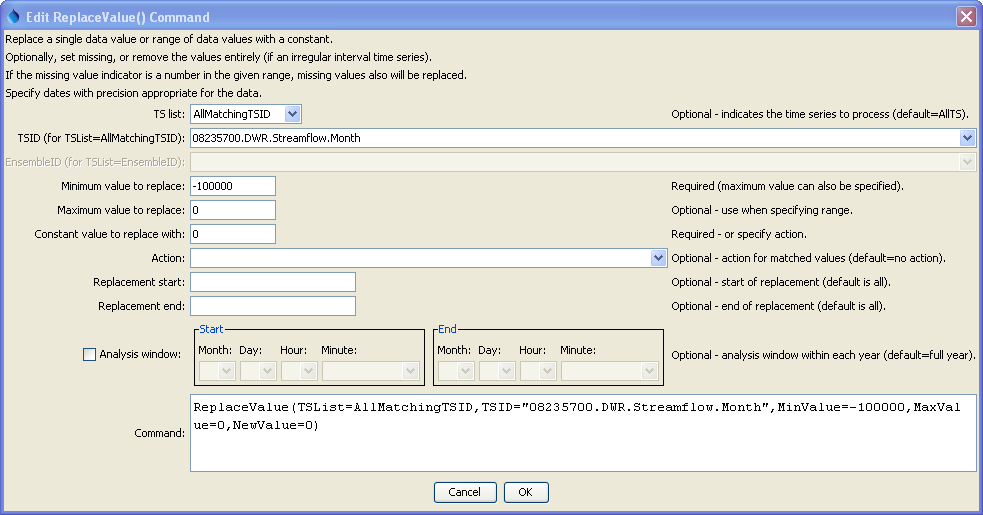 Edit ReplaceValue() Command
Replace a single data value or range of data values with a constant.
Optionally, set missing, or remove the values entirely (if an irregular interval time series).
If the missing value indicator is a number in the given range, missing values also will be replaced.
Specify dates with precision appropriate for the data.
TS list: AllMatchingTSID Optional - indicates the time series to process (default=AllTS).
TSID (for TSList=AllMatchingTSID): 08235700.DWR.Streamflow.Month
EnsembleID (for TSList=EnsembleID):
Minimum value to replace: -100000 Required (maximum value can also be specified).
Maximum value to replace: 0 Optional - use when specifying range.
Constant value to replace with: 0 Required - or specify action.
Action: Optional - action for matched values (default=no action).
Replacement start: Optional - start of replacement (default is all).
Replacement end: Optional - end of replacement (default is all).
Start End
Month: Day: Hour: Minute: Month: Day: Hour: Minute:
Analysis window: Optional - analysis window within each year (default=full year).
ReplaceValue(TSList=AllMatchingTSID,TSID="08235700.DWR.Streamflow.Month",MinValue=-100000,MaxVal
ue=0,NewValue=0)
Command:
Cancel OK